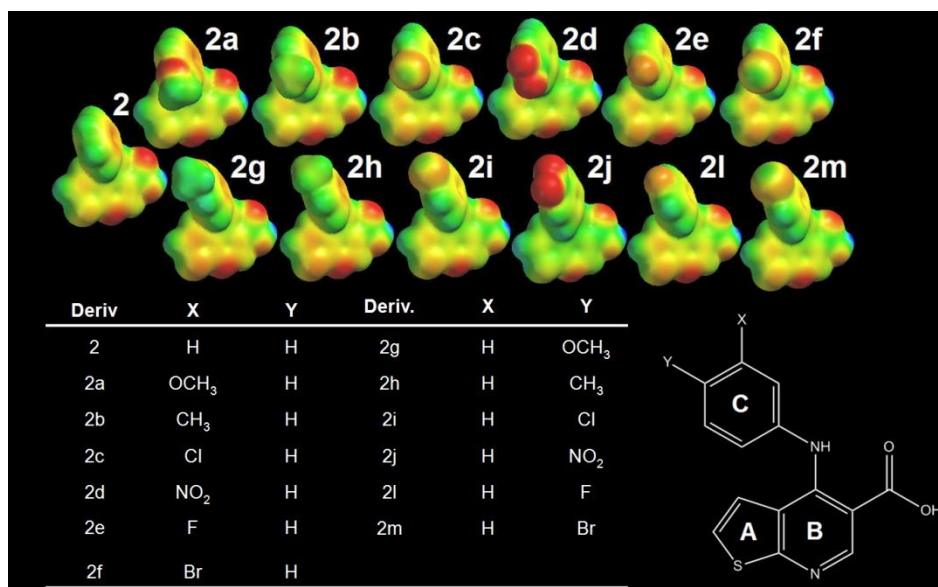 2a 2b 2c 2d 2e 2f
2
2g 2h 2i 2j 2l 2m
Deriv X Y Deriv. X Y
2 H H 2g H OCH₃
2a OCH₃ H 2h H CH₃
2b CH₃ H 2i H Cl
2c Cl H 2j H NO₂
2d NO₂ H 2l H F
2e F H 2m H Br
2f Br H
X
Y
C
NH
O
OH
A
B
S
N